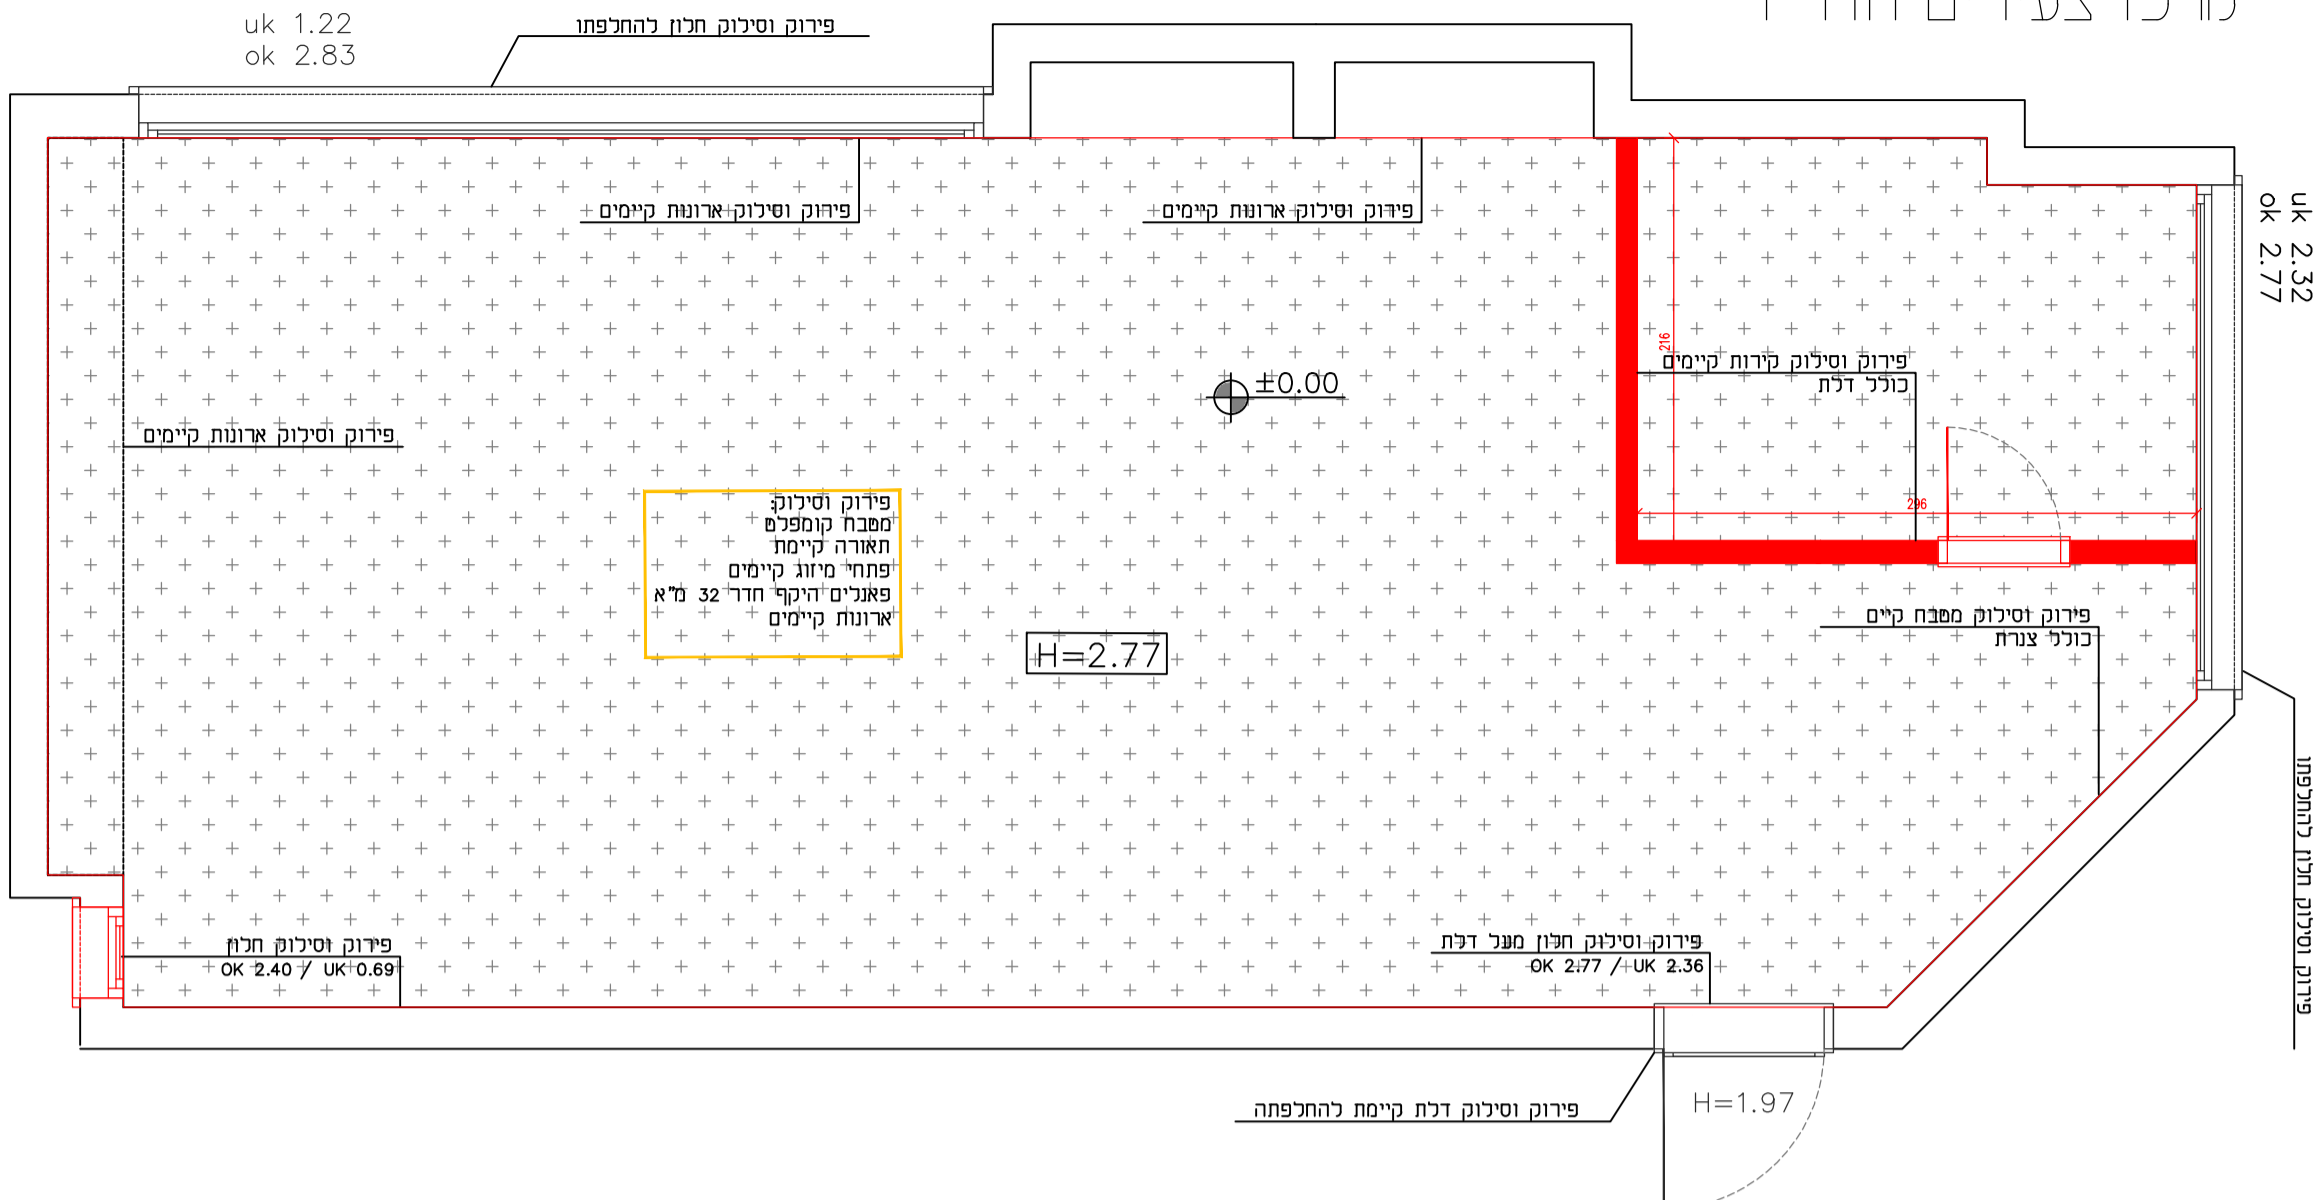 uk 1.22
ok 2.83
פירוק וסילוק חלון להחלפתו
uk 2.32
ok 2.77
פירוק וסילוק ארונות קיימים
פירוק וסילוק ארונות קיימים
216
פירוק וסילוק קירות קיימים
כולל דלת
±0.00
פירוק וסילוק ארונות קיימים
296
פירוק וסילוק:
מטבח קומפלט
תאורה קיימת
פתחי מיזוג קיימים
פאנלים היקף חדר 32 מ"א
ארונות קיימים
H=2.77
פירוק וסילוק מטבח קיים
כולל צנרת
פירוק וסילוק חלון להחלפתו
פירוק וסילוק חלון
OK 2.40 / UK 0.69
פירוק וסילוק חלון מעל דלת
OK 2.77 / UK 2.36
פירוק וסילוק דלת קיימת להחלפתה
H=1.97